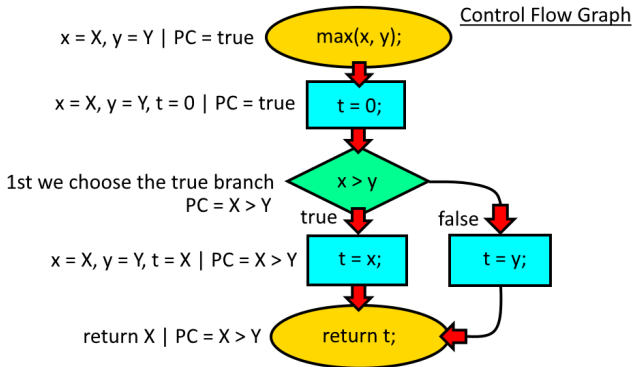 Control Flow Graph
x = X, y = Y | PC = true
max(x, y);
x = X, y = Y, t = 0 | PC = true
t = 0;
1st we choose the true branch
PC = X > Y
x > y
true
false
x = X, y = Y, t = X | PC = X > Y
t = x;
t = y;
return X | PC = X > Y
return t;